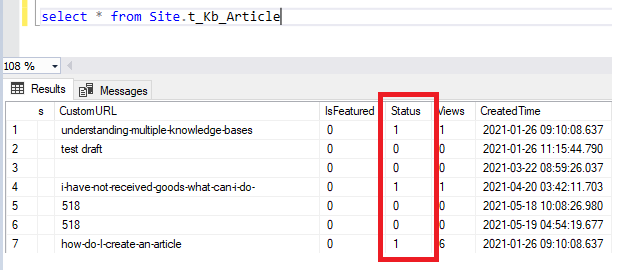 select * from Site.t_Kb_Article
108 %
Results Messages
s CustomURL IsFeatured Status Views CreatedTime
1 understanding-multiple-knowledge-bases 0 1 1 2021-01-26 09:10:08.637
2 test draft 0 0 0 2021-01-26 11:15:44.790
3 0 0 0 2021-03-22 08:59:26.037
4 i-have-not-received-goods-what-can-i-do- 0 1 1 2021-04-20 03:42:11.703
5 518 0 0 0 2021-05-18 10:08:26.980
6 518 0 0 0 2021-05-19 04:54:19.677
7 how-do-I-create-an-article 0 1 6 2021-01-26 09:10:08.637